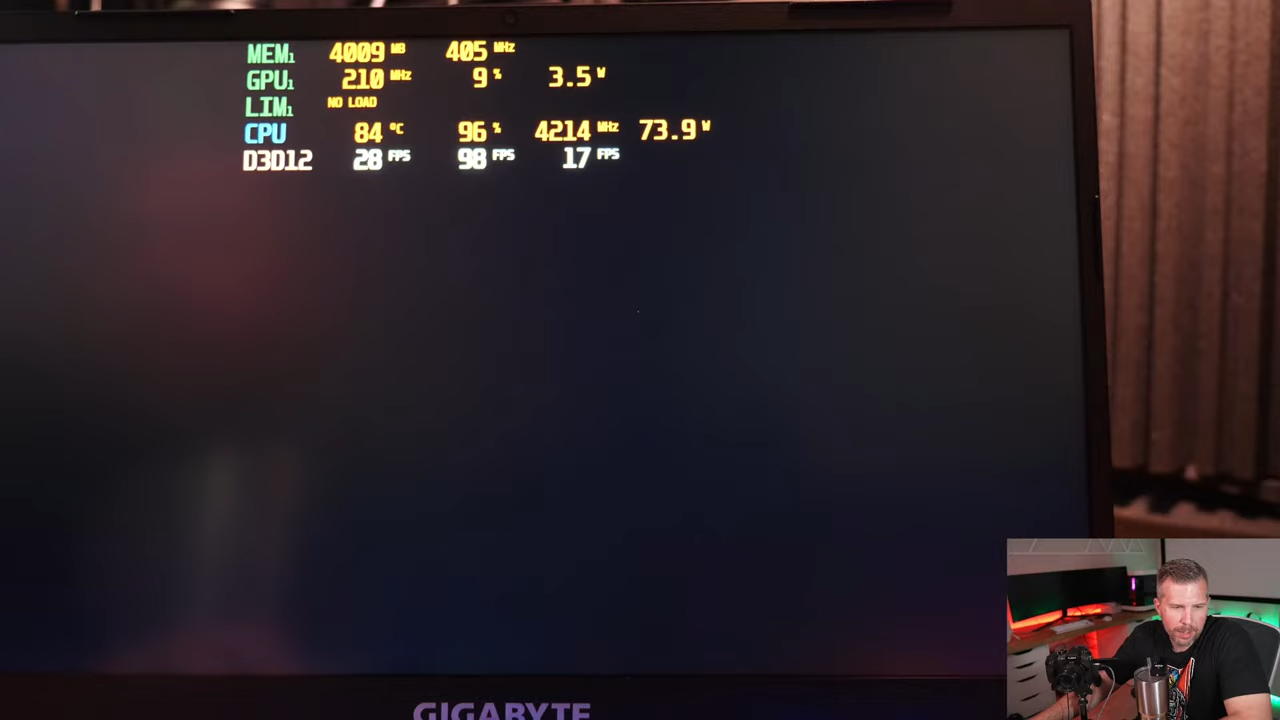 MEM1 4009 MB 405 MHz
GPU1 210 MHz 9 % 3.5 W
LIM1 NO LOAD
CPU 84 °C 96 % 4214 MHz 73.9 W
D3D12 28 FPS 98 FPS 17 FPS
GIGABYTE